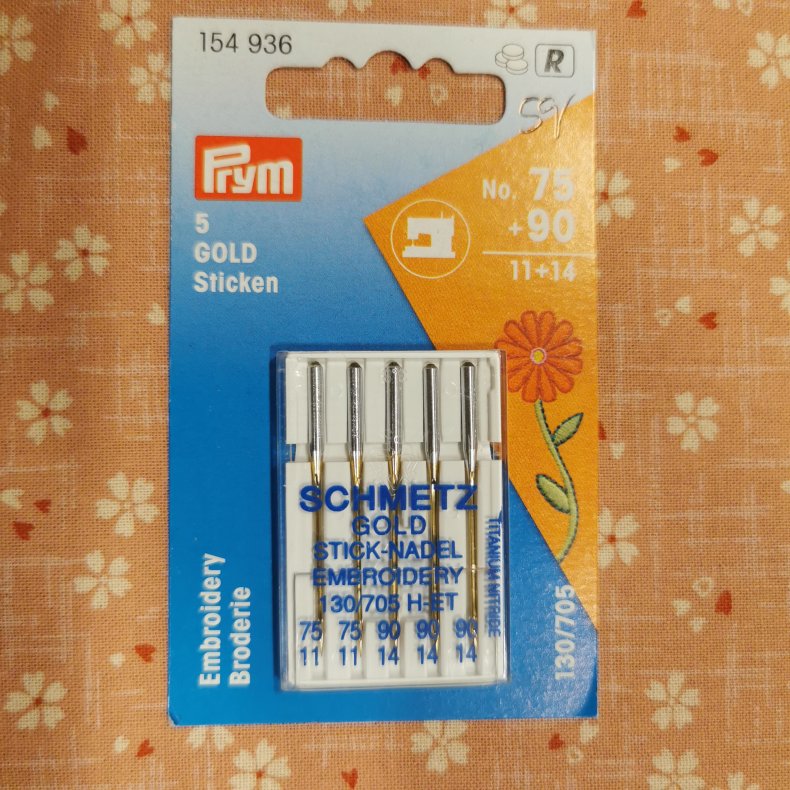 154 936
R
59
Prym
No. 75
+90
11+14
5
GOLD
Sticken
SCHMETZ
GOLD
STICK-NADEL
EMBROIDERY
130/705 H-ET
75 75 90 90 90
11 11 14 14 14
TITANIUM NITRIDE
Embroidery
Broderie
130/705